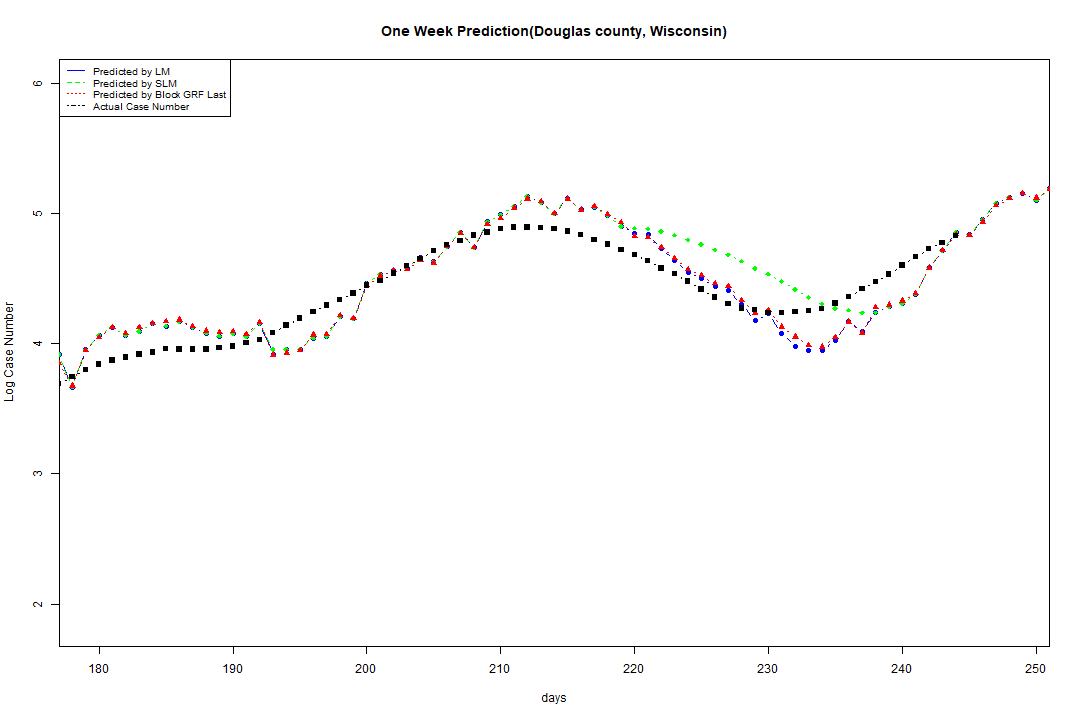 One Week Prediction(Douglas county, Wisconsin)
Predicted by LM
Predicted by SLM
Predicted by Block GRF Last
Actual Case Number
6
5
4
3
2
Log Case Number
180 190 200 210 220 230 240 250
days